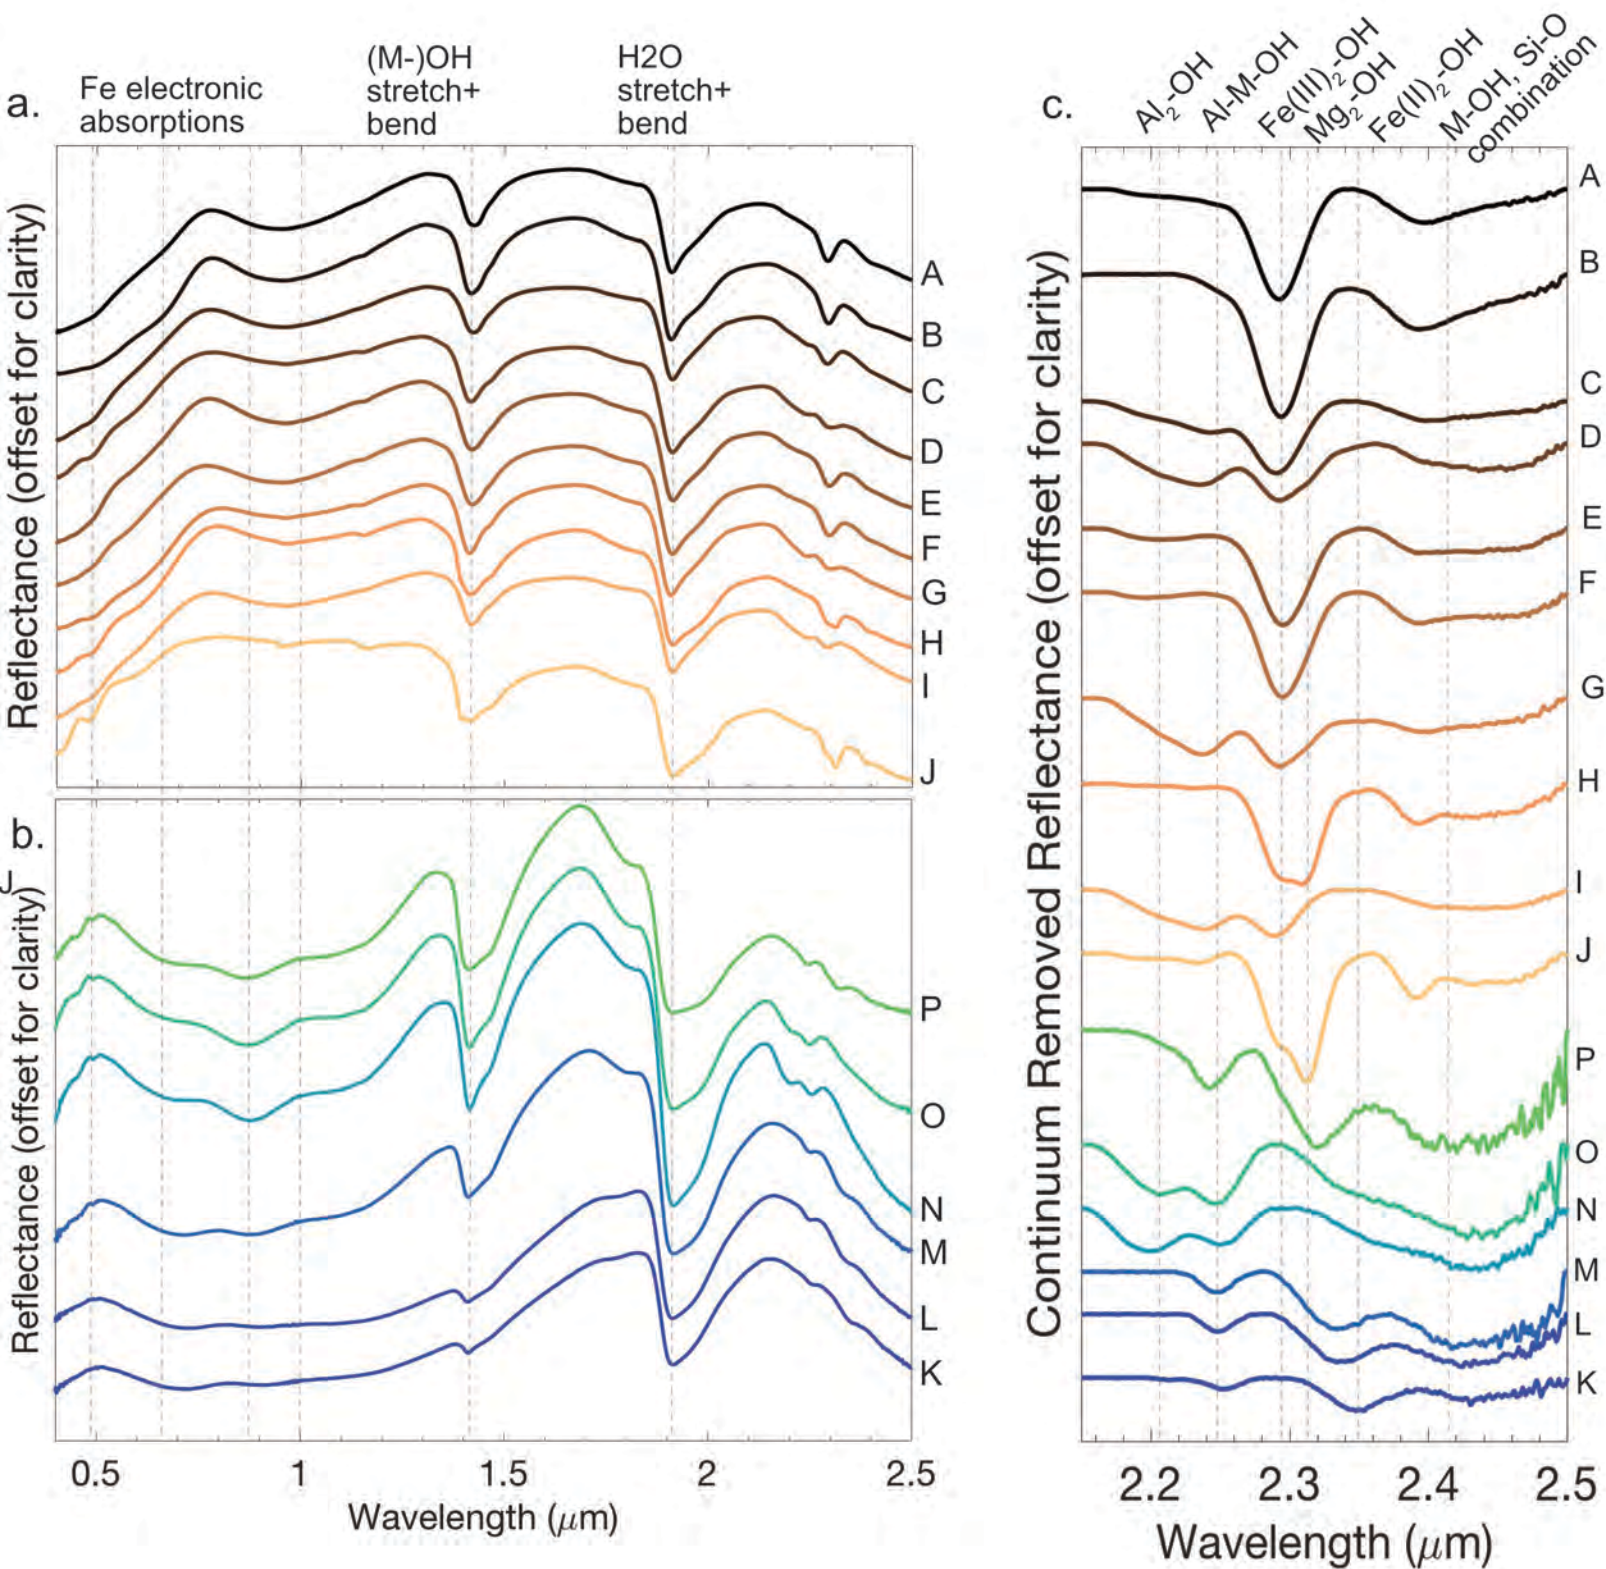 a.
Fe electronic
absorptions
(M-)OH
stretch+
bend
H2O
stretch+
bend
Reflectance (offset for clarity)
A
B
C
D
E
F
G
H
I
J
b.
J
Reflectance (offset for clarity)
P
O
N
M
L
K
0.5
1
1.5
2
2.5
Wavelength (μm)
c.
Al2-OH
Al-M-OH
Fe(III)2-OH
Mg2-OH
Fe(II)2-OH
M-OH, Si-O
combination
Continuum Removed Reflectance (offset for clarity)
A
B
C
D
E
F
G
H
I
J
P
O
N
M
L
K
2.2
2.3
2.4
2.5
Wavelength (μm)